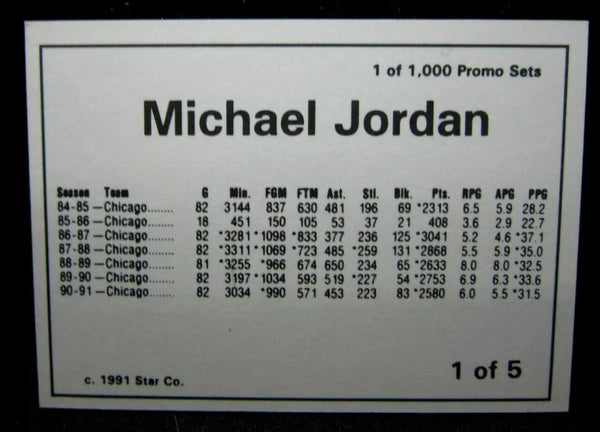 1 of 1,000 Promo Sets
Michael Jordan
Season Team G Min. FGM FTM Ast. Stl. Blk. Pts. RPG APG PPG
84-85 — Chicago........ 82 3144 837 630 481 196 69 *2313 6.5 5.9 28.2
85-86 — Chicago........ 18 451 150 105 53 37 21 408 3.6 2.9 22.7
86-87 — Chicago........ 82 *3281 *1098 *833 377 236 125 *3041 5.2 4.6 *37.1
87-88 — Chicago........ 82 *3311 *1069 *723 485 *259 131 *2868 5.5 5.9 *35.0
88-89 — Chicago........ 81 *3255 *966 674 650 234 65 *2633 8.0 8.0 *32.5
89-90 — Chicago........ 82 3197 *1034 593 519 *227 54 *2753 6.9 6.3 *33.6
90-91 — Chicago........ 82 3034 *990 571 453 223 83 *2580 6.0 5.5 *31.5
c. 1991 Star Co.
1 of 5